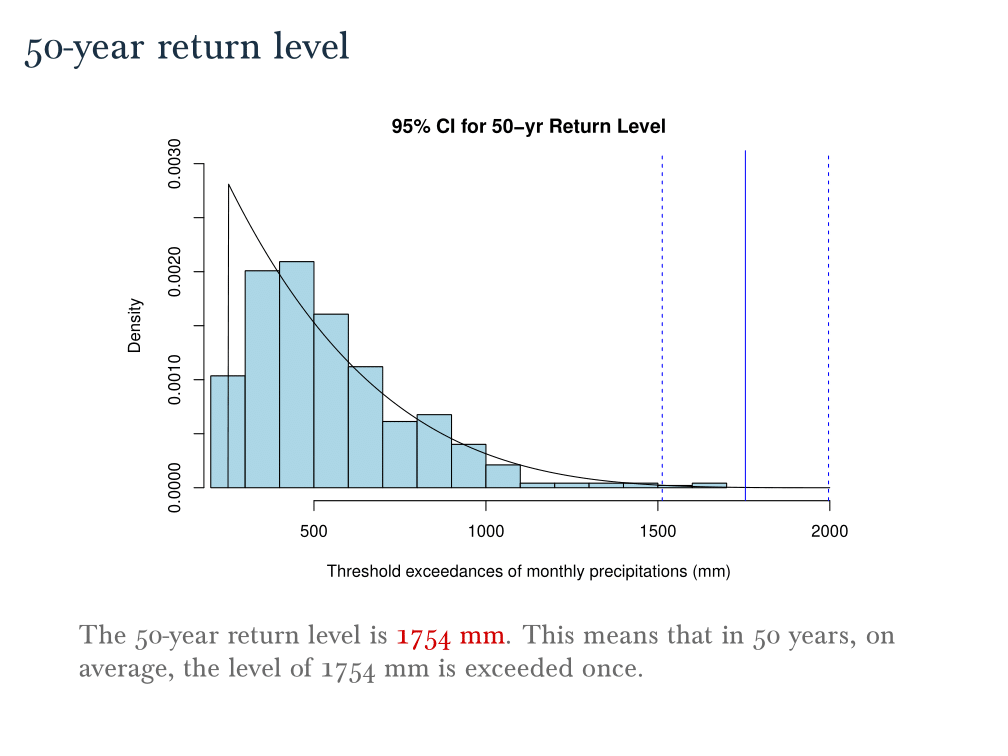 50-year return level
95% CI for 50−yr Return Level
0.0030
0.0020
0.0010
0.0000
Density
500 1000 1500 2000
Threshold exceedances of monthly precipitations (mm)
The 50-year return level is 1754 mm. This means that in 50 years, on
average, the level of 1754 mm is exceeded once.